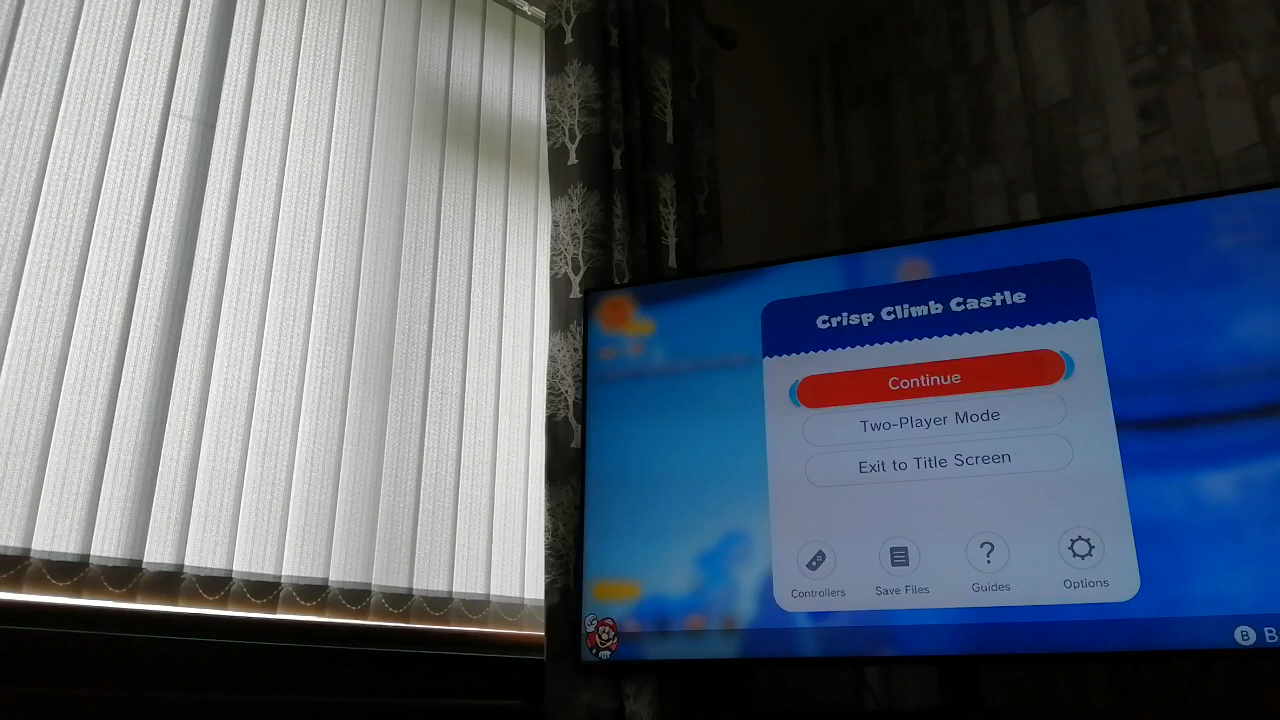 Crisp Climb Castle
Continue
Two-Player Mode
Exit to Title Screen
Controllers
Save Files
Guides
Options
B